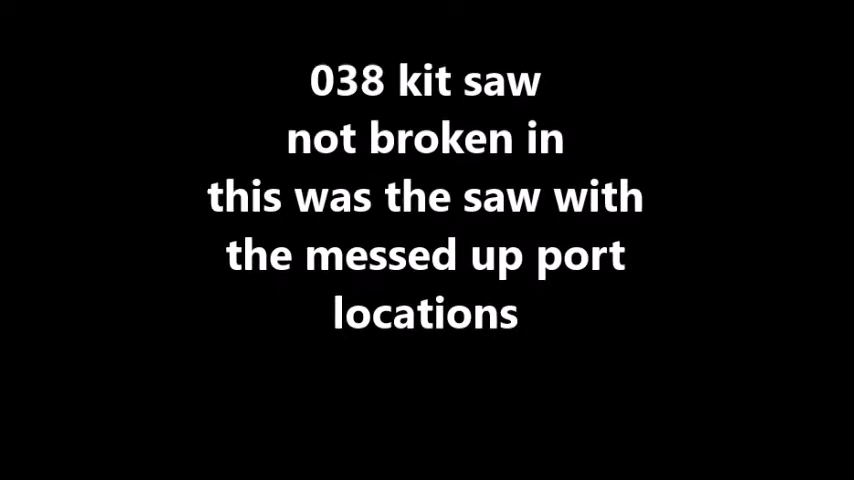 038 kit saw
not broken in
this was the saw with
the messed up port
locations